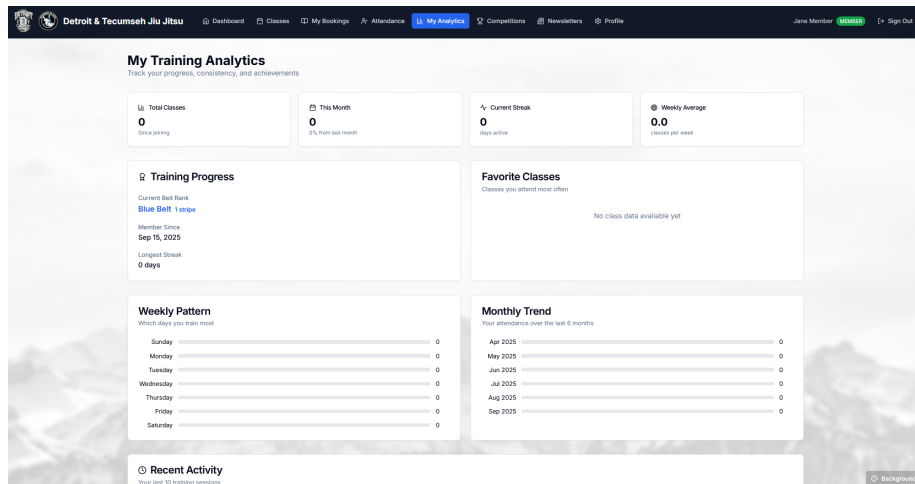 Detroit & Tecumseh Jiu Jitsu
Dashboard
Classes
My Bookings
Attendance
My Analytics
Competitions
Newsletters
Profile
Jane Member
MEMBER
Sign Out
My Training Analytics
Track your progress, consistency, and achievements
Total Classes
0
Since joining
This Month
0
0% from last month
Current Streak
0
days active
Weekly Average
0.0
classes per week
Training Progress
Current Belt Rank
Blue Belt 1 stripe
Member Since
Sep 15, 2025
Longest Streak
0 days
Favorite Classes
Classes you attend most often
No class data available yet
Weekly Pattern
Which days you train most
Sunday 0
Monday 0
Tuesday 0
Wednesday 0
Thursday 0
Friday 0
Saturday 0
Monthly Trend
Your attendance over the last 6 months
Apr 2025 0
May 2025 0
Jun 2025 0
Jul 2025 0
Aug 2025 0
Sep 2025 0
Recent Activity
Your last 10 training sessions
Background